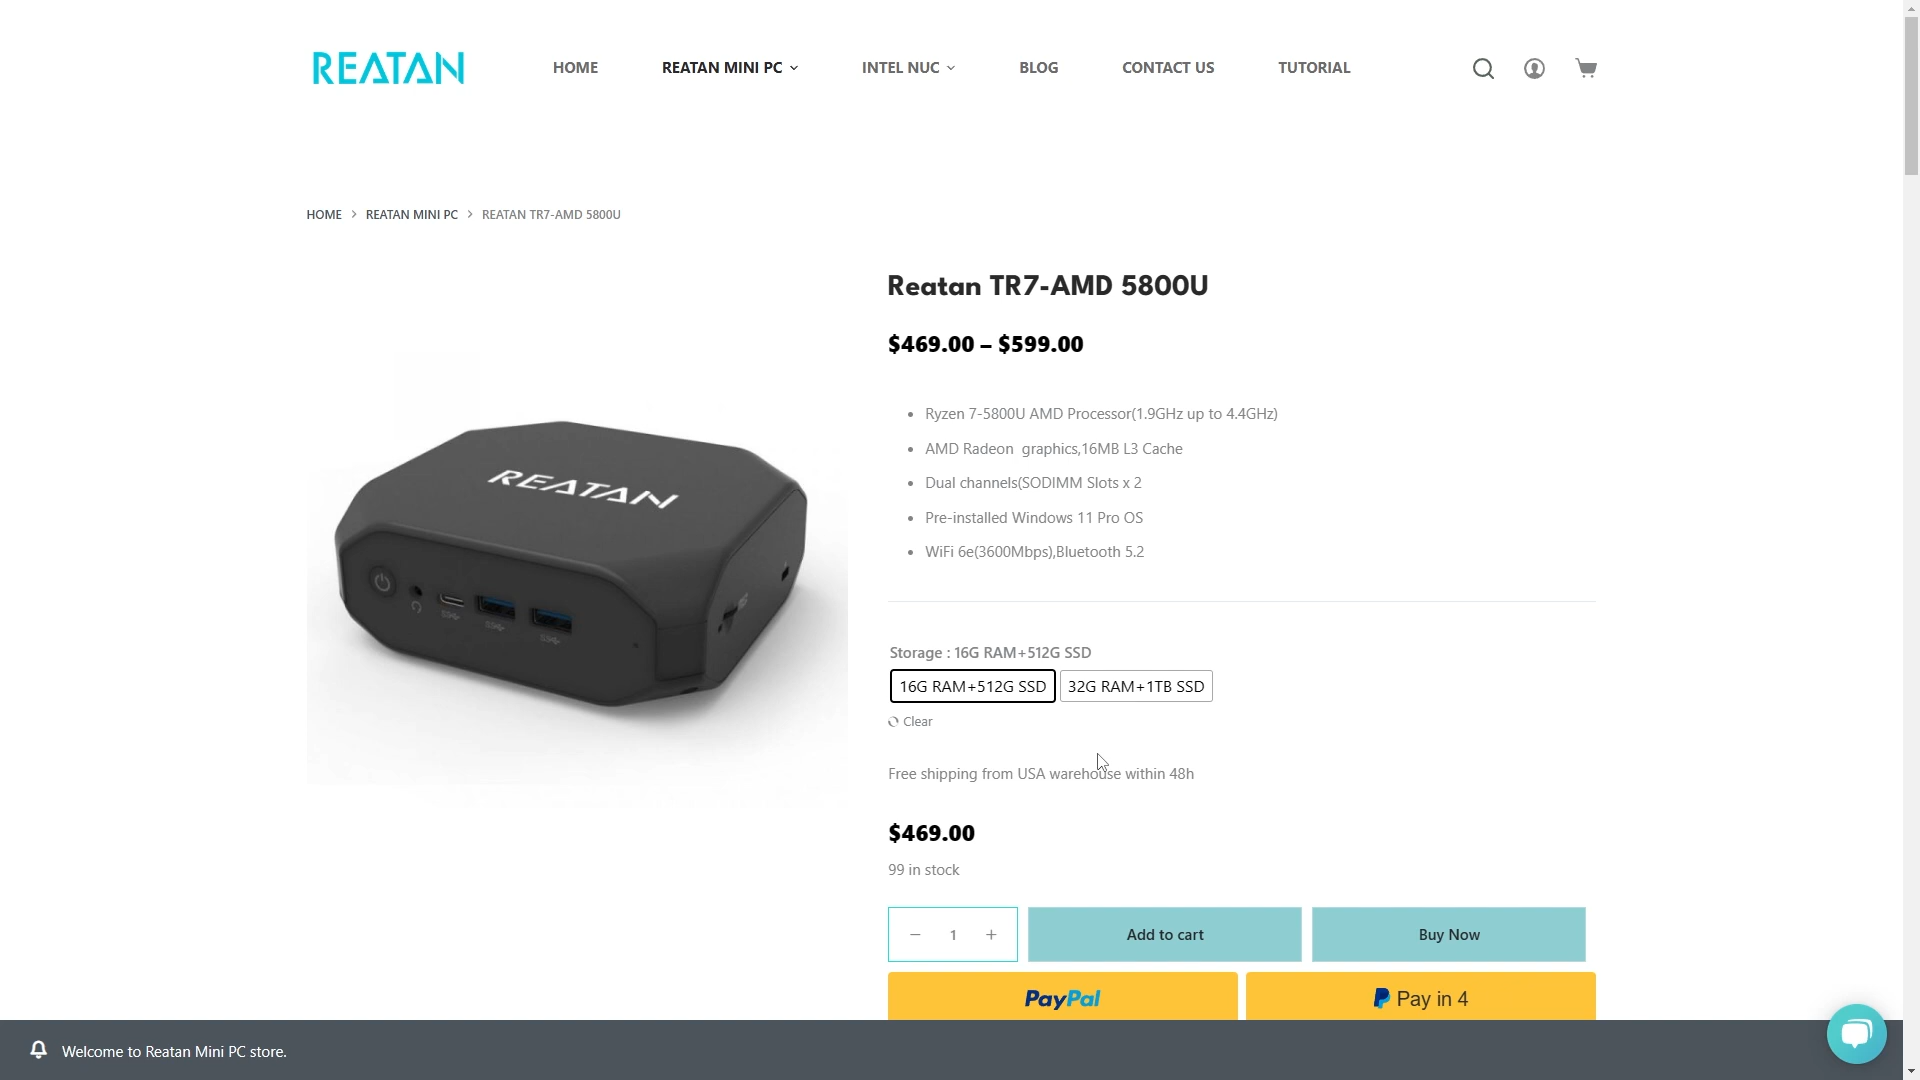 REATAN
HOME
REATAN MINI PC
INTEL NUC
BLOG
CONTACT US
TUTORIAL
HOME > REATAN MINI PC > REATAN TR7-AMD 5800U
Reatan TR7-AMD 5800U
$469.00 – $599.00
• Ryzen 7-5800U AMD Processor(1.9GHz up to 4.4GHz)
• AMD Radeon  graphics,16MB L3 Cache
• Dual channels(SODIMM Slots x 2
• Pre-installed Windows 11 Pro OS
• WiFi 6e(3600Mbps),Bluetooth 5.2
REATAN
Storage : 16G RAM+512G SSD
16G RAM+512G SSD
32G RAM+1TB SSD
Clear
Free shipping from USA warehouse within 48h
$469.00
99 in stock
− 1 +
Add to cart
Buy Now
PayPal
Pay in 4
Welcome to Reatan Mini PC store.